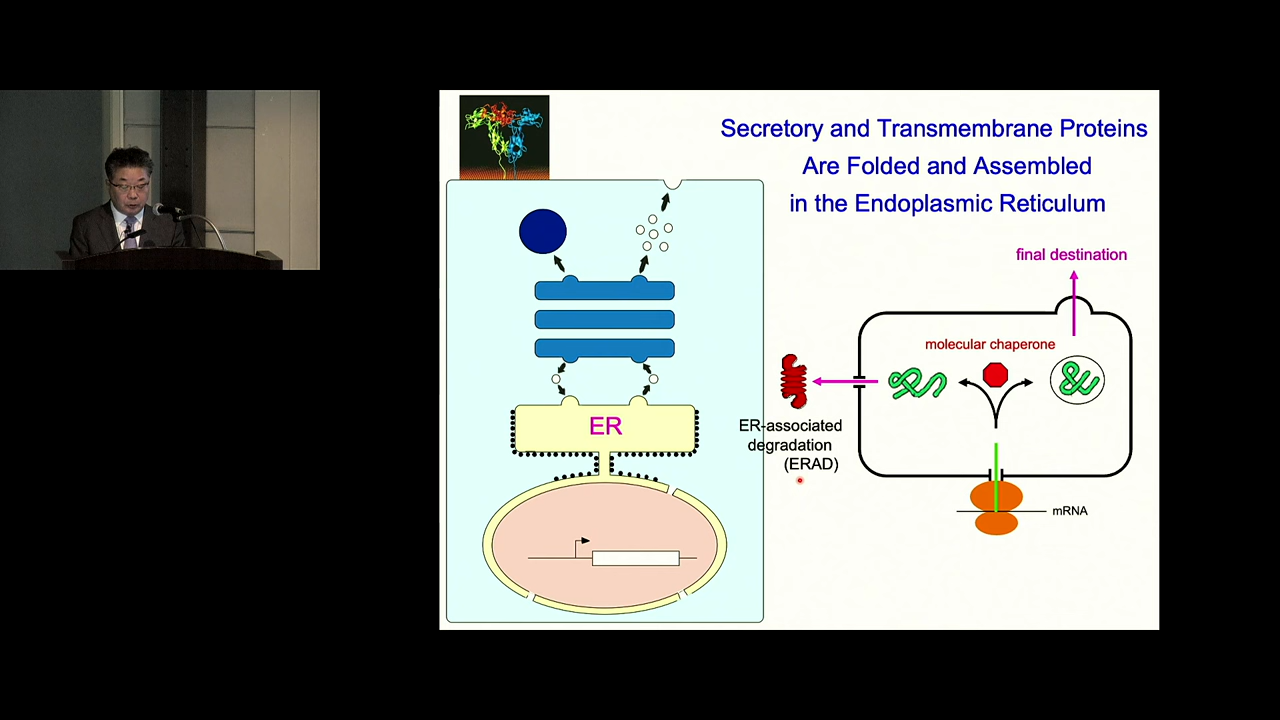 Secretory and Transmembrane Proteins
Are Folded and Assembled
in the Endoplasmic Reticulum
final destination
molecular chaperone
ER
ER-associated
degradation
(ERAD)
mRNA